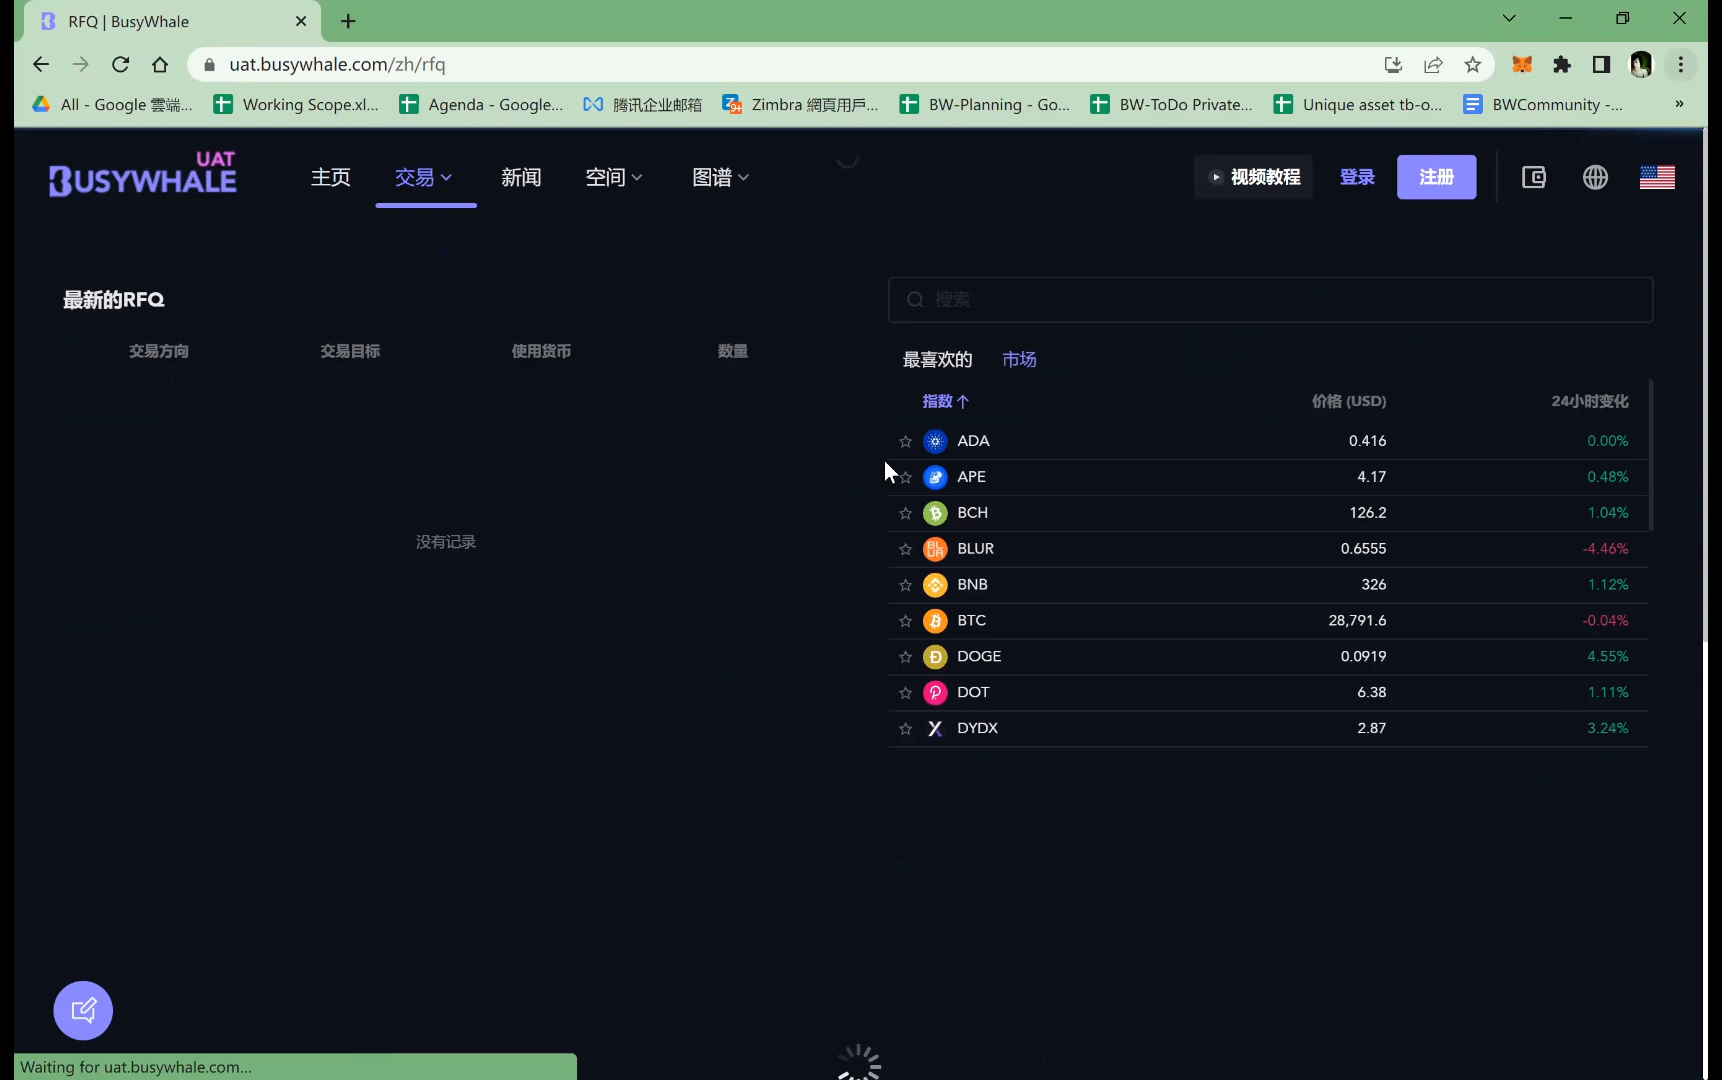 RFQ | BusyWhale
uat.busywhale.com/zh/rfq
All - Google 雲端... Working Scope.xl... Agenda - Google... 腾讯企业邮箱 Zimbra 網頁用戶... BW-Planning - Go... BW-ToDo Private... Unique asset tb-o... BWCommunity -... »
UAT
BUSYWHALE
主页 交易 新闻 空间 图谱 视频教程 登录 注册
最新的RFQ
交易方向 交易目标 使用货币 数量
没有记录
搜索
最喜欢的 市场
指数 价格 (USD) 24小时变化
ADA 0.416 0.00%
APE 4.17 0.48%
BCH 126.2 1.04%
BLUR 0.6555 -4.46%
BNB 326 1.12%
BTC 28,791.6 -0.04%
DOGE 0.0919 4.55%
DOT 6.38 1.11%
DYDX 2.87 3.24%
Waiting for uat.busywhale.com...